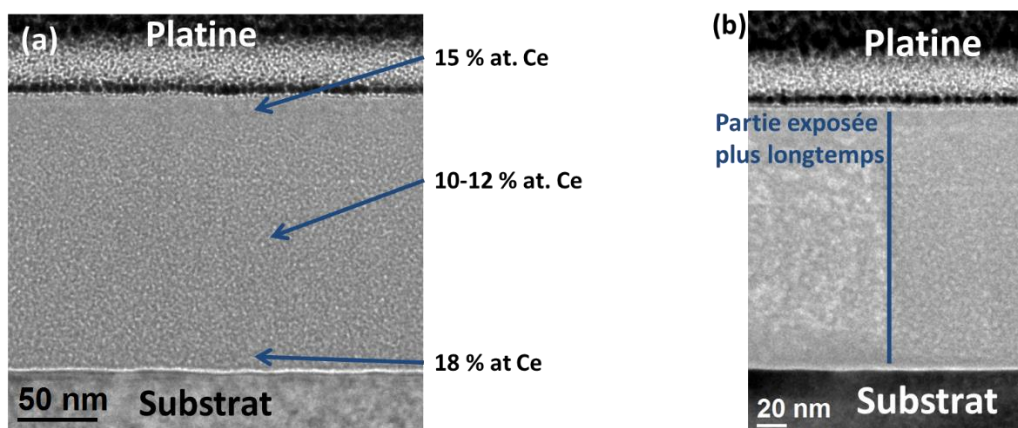 (a)
Platine
15 % at. Ce
10-12 % at. Ce
18 % at Ce
50 nm
Substrat
(b)
Platine
Partie exposée
plus longtemps
20 nm
Substrat